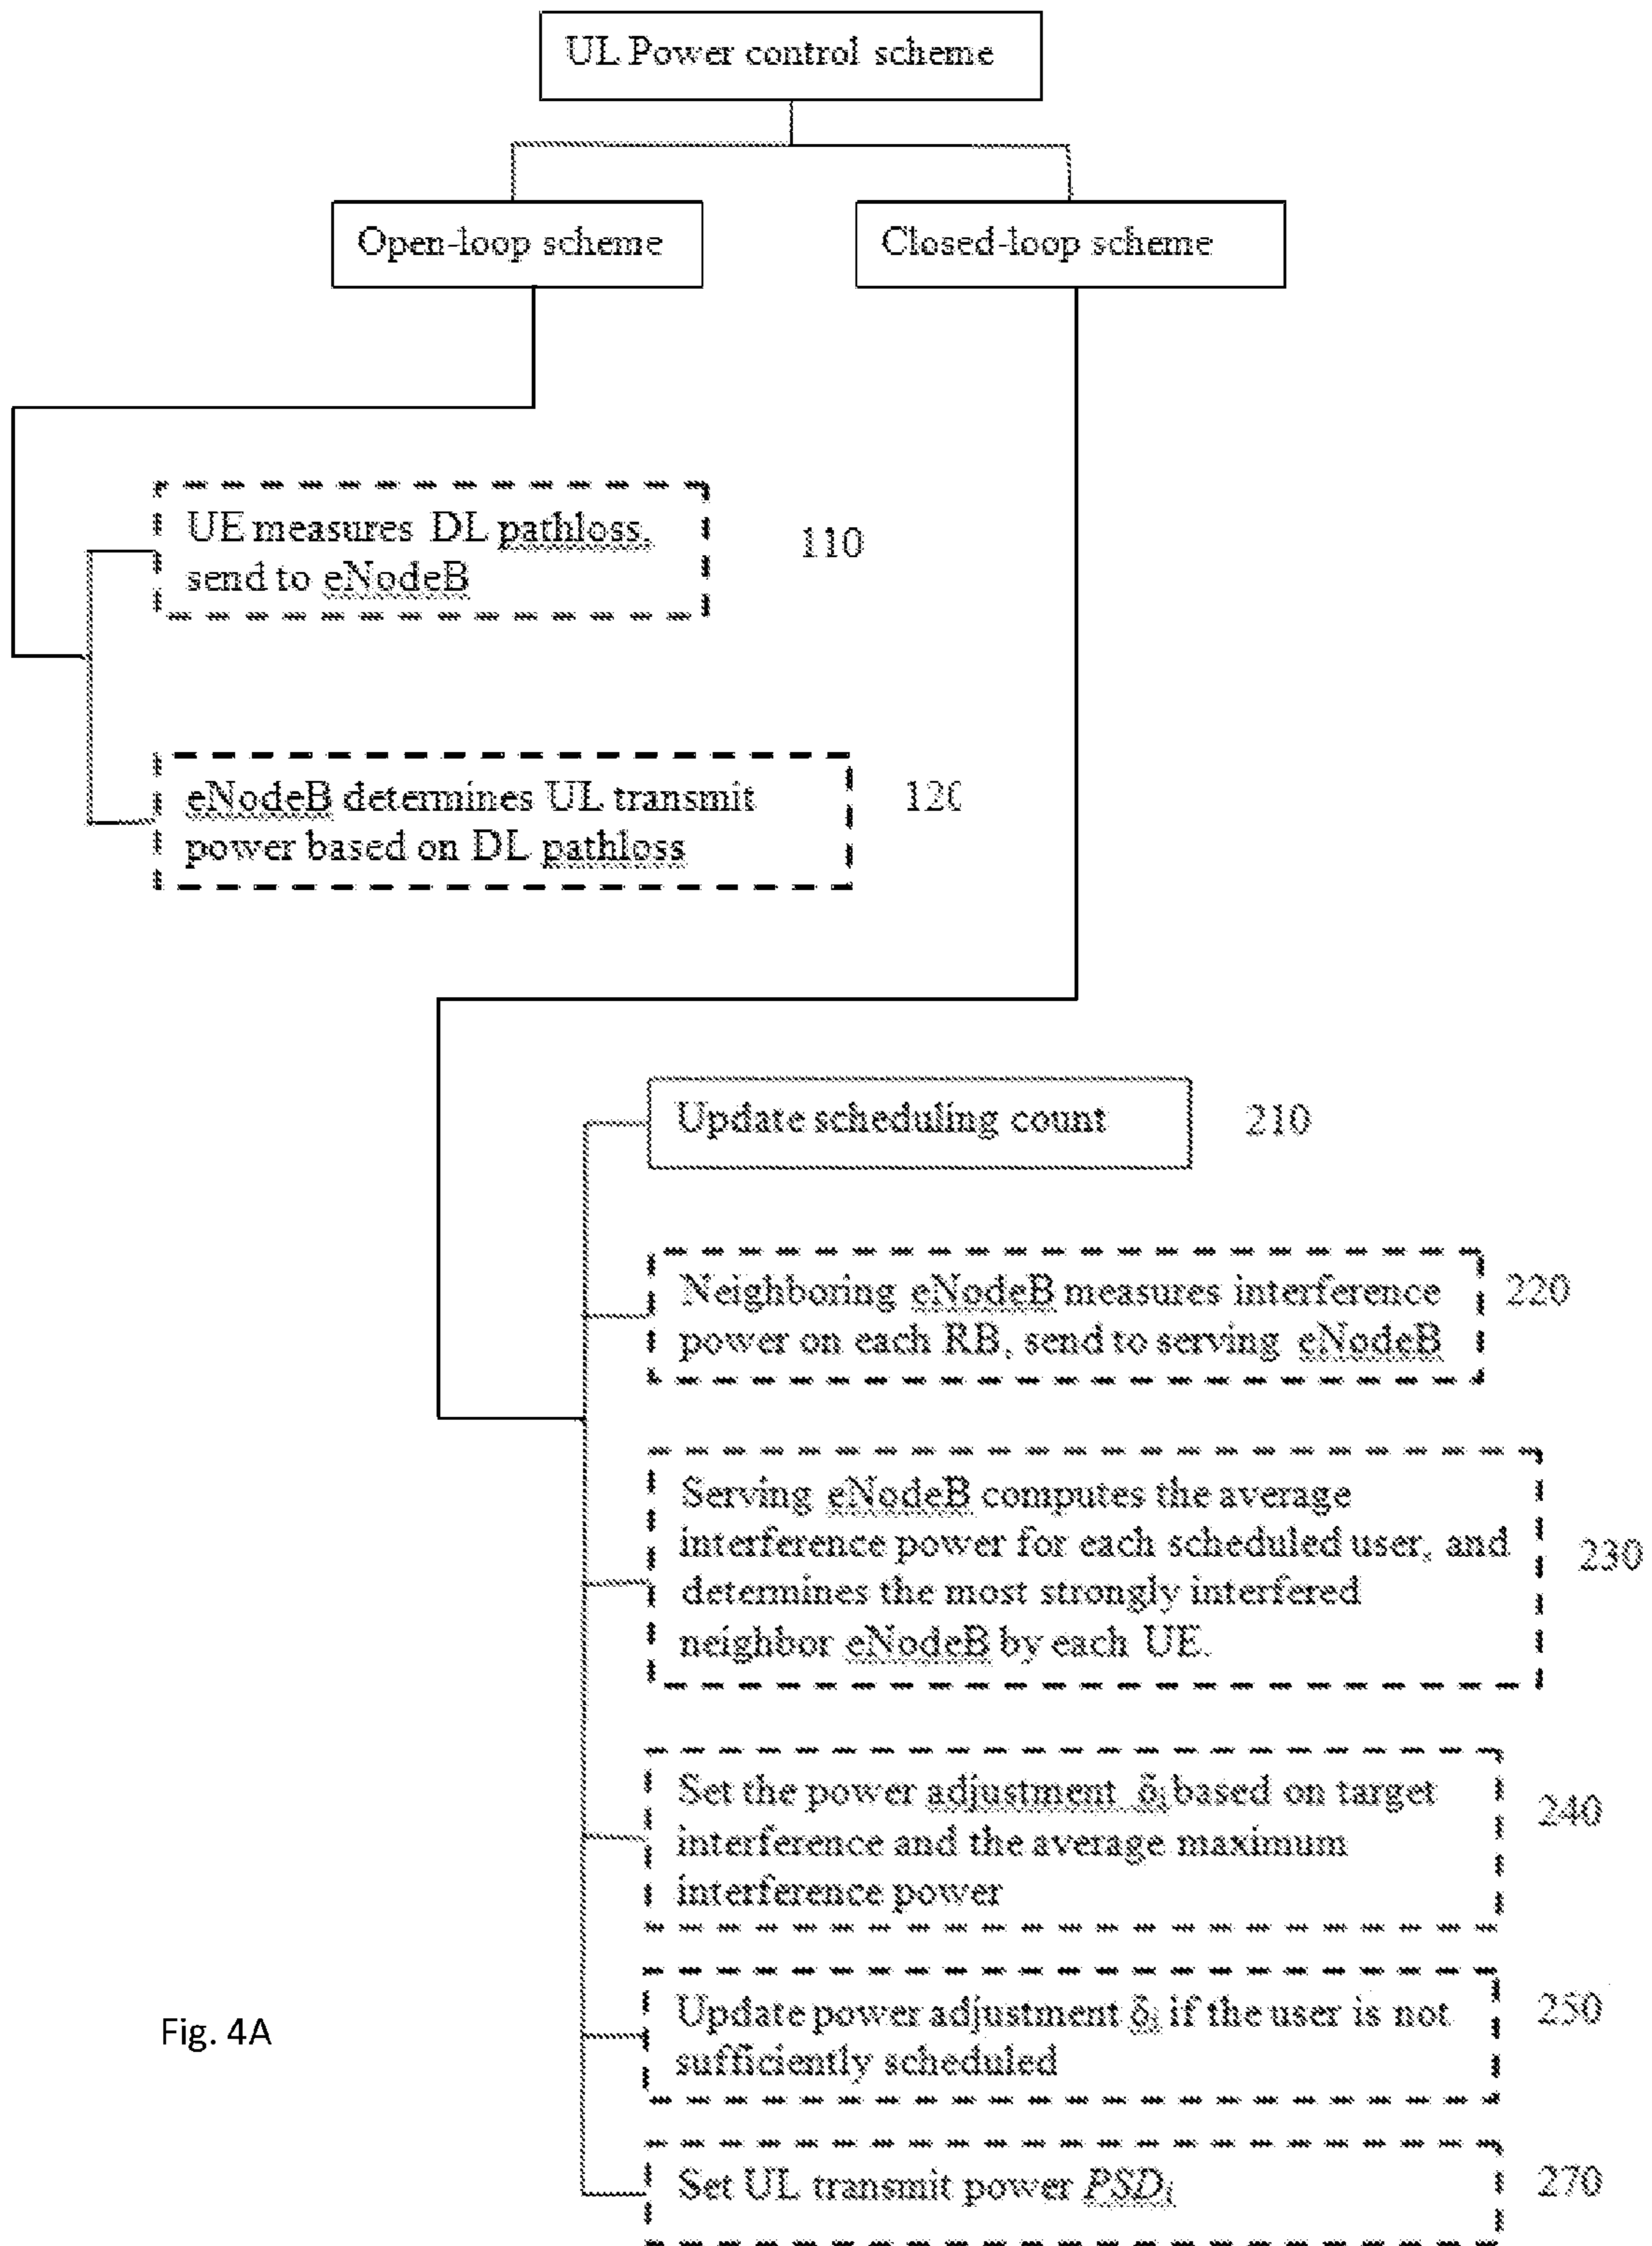 UL Power control scheme
Open-loop scheme
Closed-loop scheme
UE measures DL pathloss,
send to eNodeB
110
eNodeB determines UL transmit
power based on DL pathloss
120
Update scheduling count
210
Neighboring eNodeB measures interference
power on each RB, send to serving eNodeB
220
Serving eNodeB computes the average
interference power for each scheduled user, and
determines the most strongly interfered
neighbor eNodeB by each UE.
230
Set the power adjustment δi based on target
interference and the average maximum
interference power
240
Update power adjustment δi if the user is not
sufficiently scheduled
250
Set UL transmit power PSDi
270
Fig. 4A